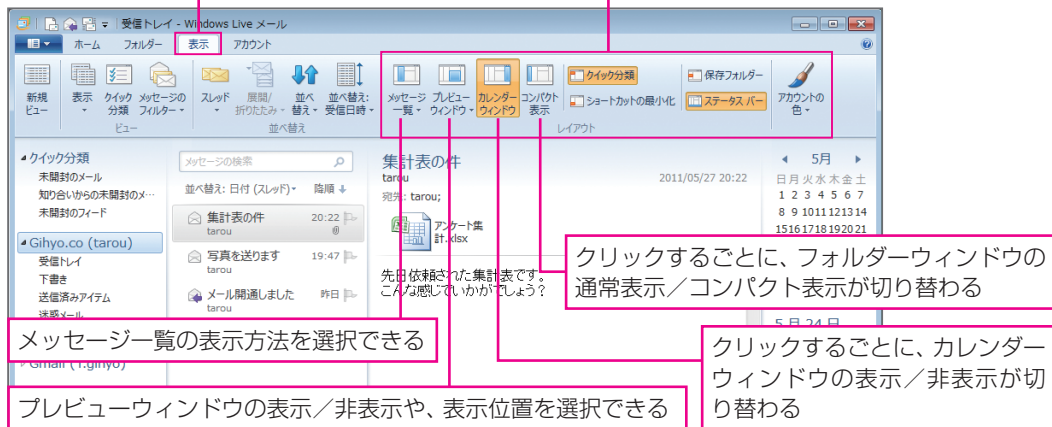 受信トレイ - Windows Live メール
ホーム フォルダー 表示 アカウント
新規ビュー 表示 クイック分類 メッセージのフィルター スレッド 展開/折りたたみ 並べ替え 並べ替え:受信日時 メッセージ一覧 プレビューウィンドウ カレンダーウィンドウ コンパクト表示 クイック分類 保存フォルダー
ショートカットの最小化 ステータス バー アカウントの色
ビュー 並べ替え レイアウト
クイック分類
未開封のメール
知り合いからの未開封のメ…
未開封のフィード
Gihyo.co (tarou)
受信トレイ
下書き
送信済みアイテム
迷惑メール
メッセージの検索
並べ替え: 日付 (スレッド) 降順
集計表の件 20:22
tarou
写真を送ります 19:47
tarou
メール開通しました 昨日
tarou
集計表の件
tarou 2011/05/27 20:22
宛先: tarou;
アンケート集
計.xlsx
先日依頼された集計表です。
こんな感じでいかがでしょう?
5月
日 月 火 水 木 金 土
1 2 3 4 5 6 7
8 9 10 11 12 13 14
15 16 17 18 19 20 21
クリックするごとに、フォルダーウィンドウの
通常表示/コンパクト表示が切り替わる
メッセージ一覧の表示方法を選択できる
クリックするごとに、カレンダー
ウィンドウの表示/非表示が切
り替わる
プレビューウィンドウの表示/非表示や、表示位置を選択できる